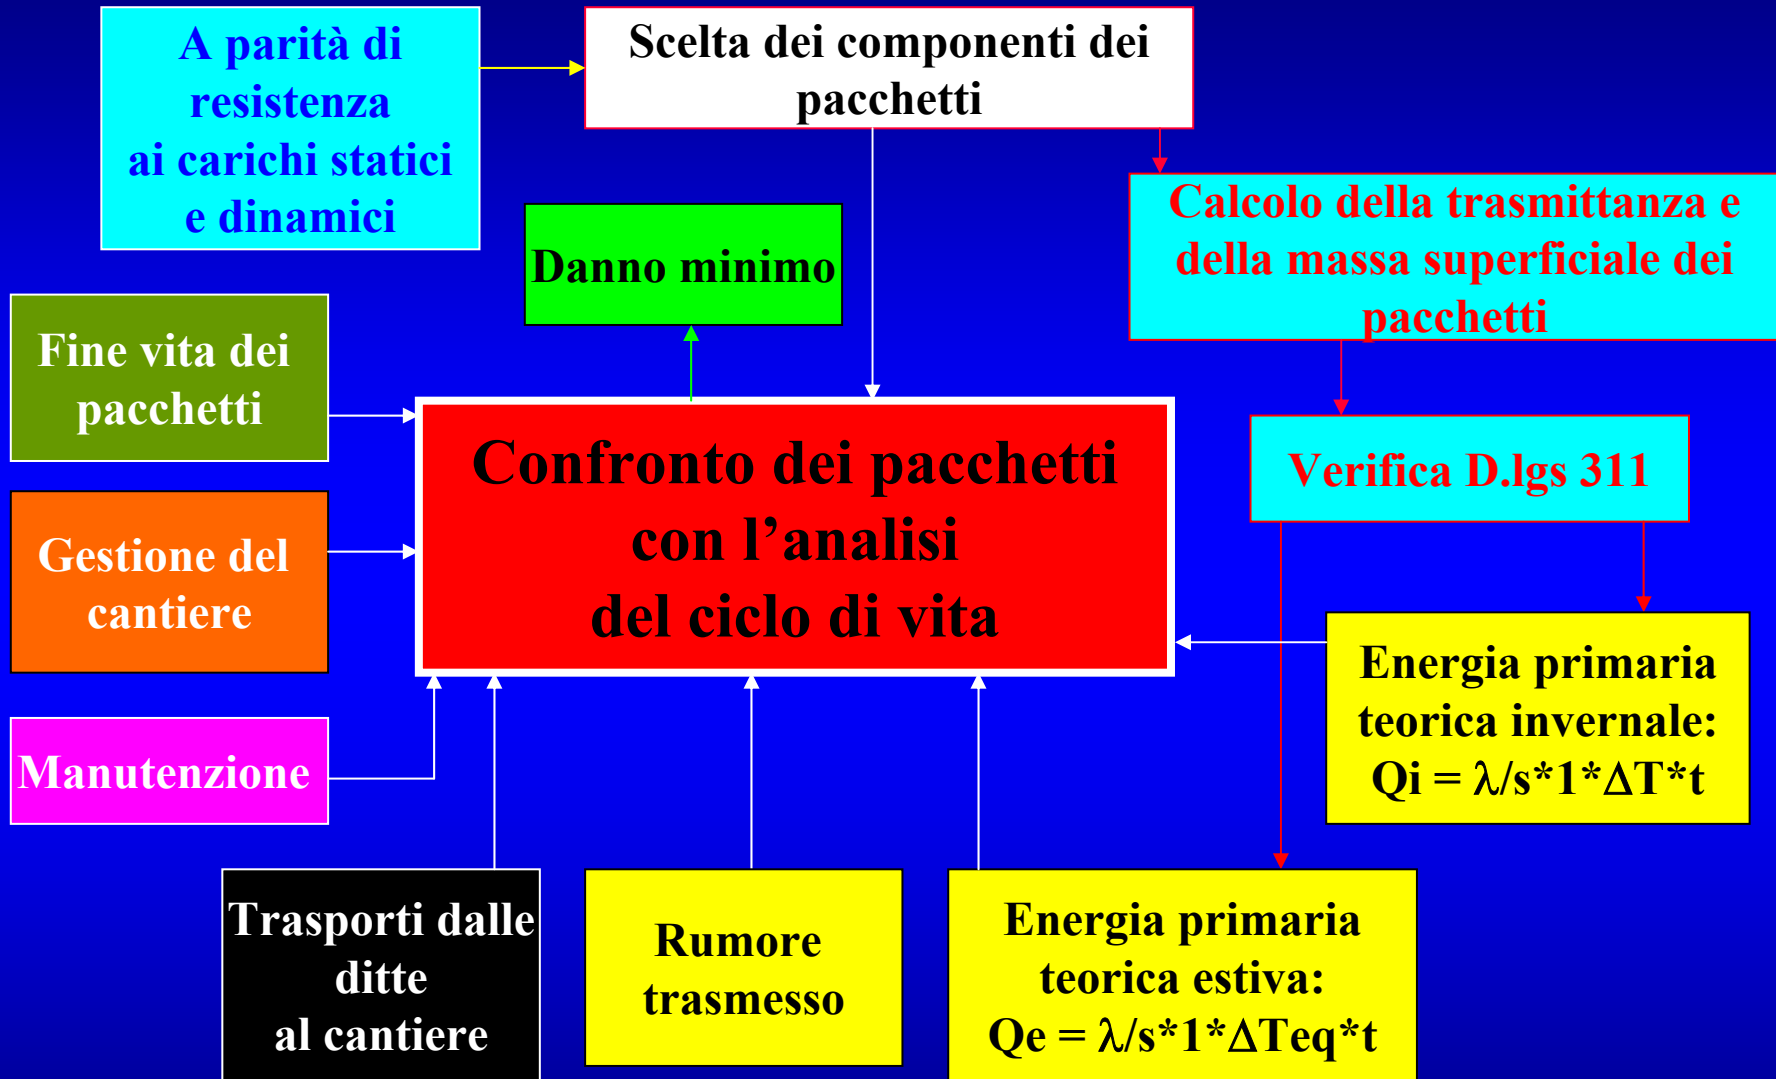 A parità di
resistenza
ai carichi statici
e dinamici
Scelta dei componenti dei
pacchetti
Calcolo della trasmittanza e
della massa superficiale dei
pacchetti
Danno minimo
Fine vita dei
pacchetti
Confronto dei pacchetti
con l’analisi
del ciclo di vita
Verifica D.lgs 311
Gestione del
cantiere
Energia primaria
teorica invernale:
Qi = λ/s*1*ΔT*t
Manutenzione
Trasporti dalle
ditte
al cantiere
Rumore
trasmesso
Energia primaria
teorica estiva:
Qe = λ/s*1*ΔTeq*t